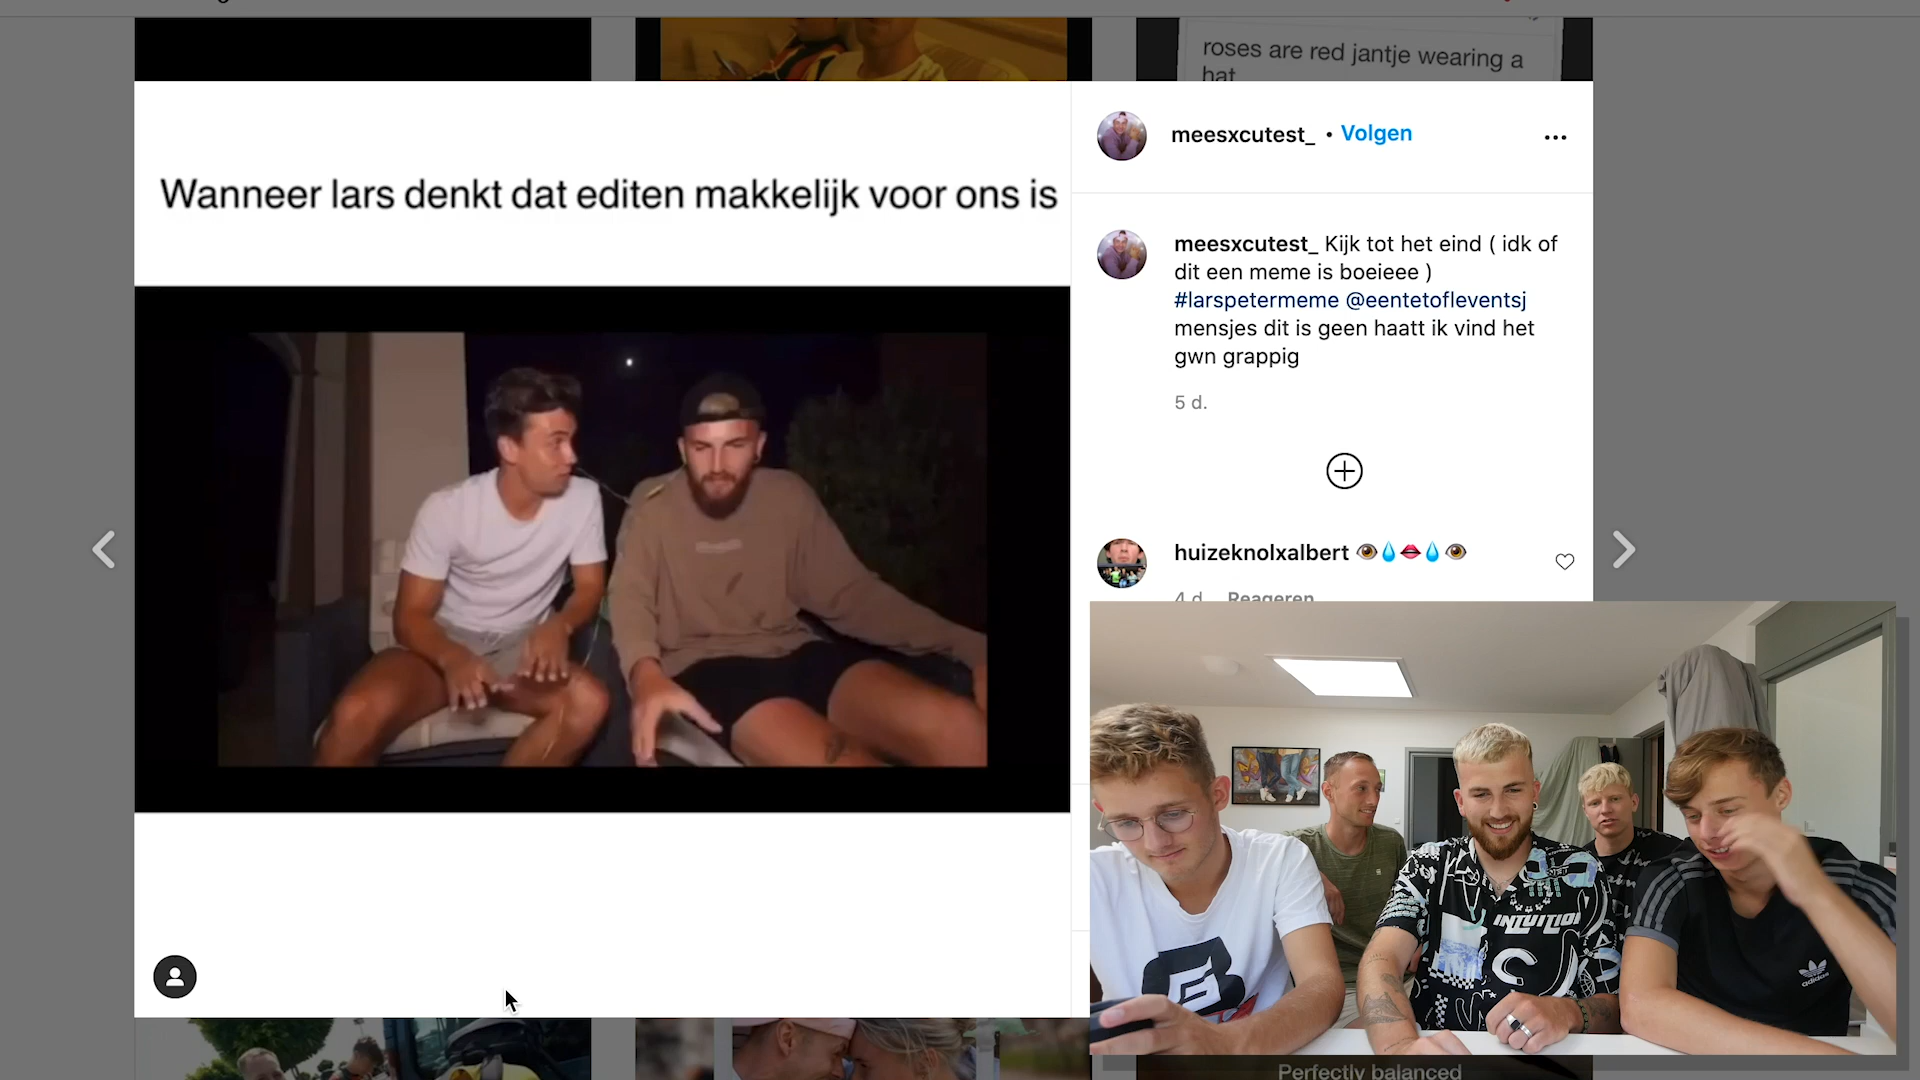 roses are red jantje wearing a
hat
Wanneer lars denkt dat editen makkelijk voor ons is
meesxcutest_ • Volgen
meesxcutest_ Kijk tot het eind ( idk of
dit een meme is boeieee )
#larspetermeme @eentetofleventsj
mensjes dit is geen haatt ik vind het
gwn grappig
5 d.
huizeknolxalbert 👁️💧👄💧👁️
4 d. Reageren
INTUITION
adidas
Perfectly balanced